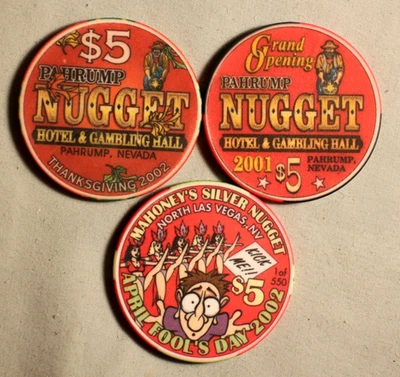 $5
PAHRUMP
NUGGET
HOTEL & GAMBLING HALL
PAHRUMP, NEVADA
THANKSGIVING 2002
Grand
Opening
PAHRUMP
NUGGET
HOTEL & GAMBLING HALL
2001 $5 PAHRUMP,
NEVADA
MAHONEY'S SILVER NUGGET
NORTH LAS VEGAS, NV
KICK
ME!!
1 of
550
$5
APRIL FOOL'S DAY 2002